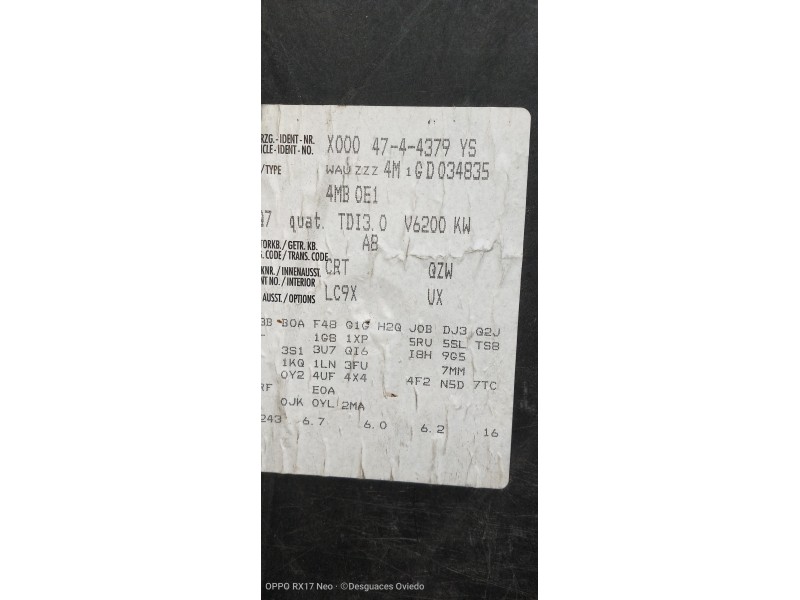 RZG.-IDENT-NR. X000 47-4-4379 YS
ICLE-IDENT-NO.
/TYPE WAUZZZ4M1GD034835
4MB0E1
Q7 quat. TDI3.0 V6200 KW
TORKB./GETR.KB. A8
G.CODE/TRANS.CODE CRT QZW
KNR./INNENAUSST.
NT NO./INTERIOR LC9X UX
AUSST./OPTIONS
3B B0A F4B G1G H2Q J0B DJ3 Q2J
1G8 1XP 5RU 5SL TS8
3S1 3U7 QI6 I8H 9G5
1KQ 1LN 3FU 7MM
0Y2 4UF 4X4 4F2 N5D 7TC
RF E0A
0JK 0YL 2MA
243 6.7 6.0 6.2 16
OPPO RX17 Neo · ©Desguaces Oviedo